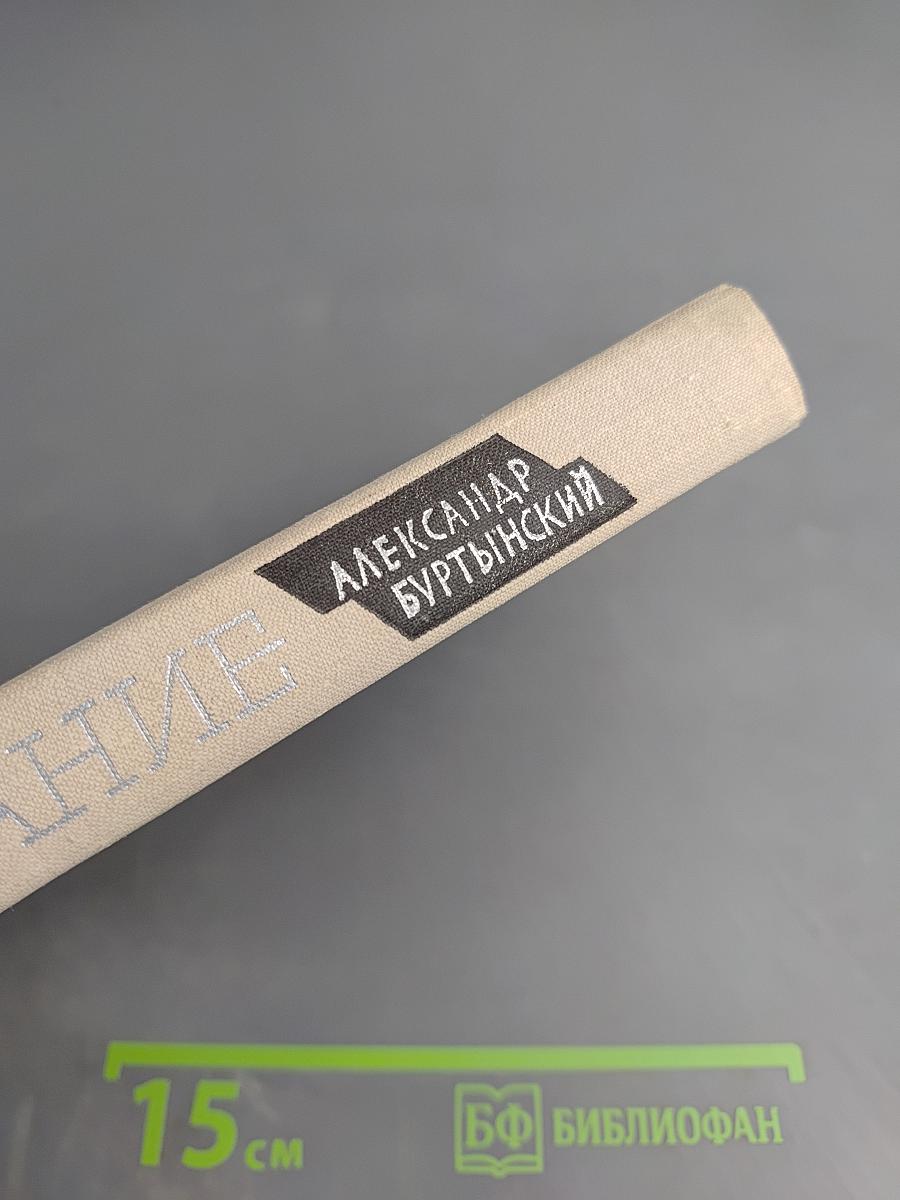 АЛЕКСАНДР
БУРТЫНСКИЙ
АНИЕ
15 см
БФ БИБЛИОФАН